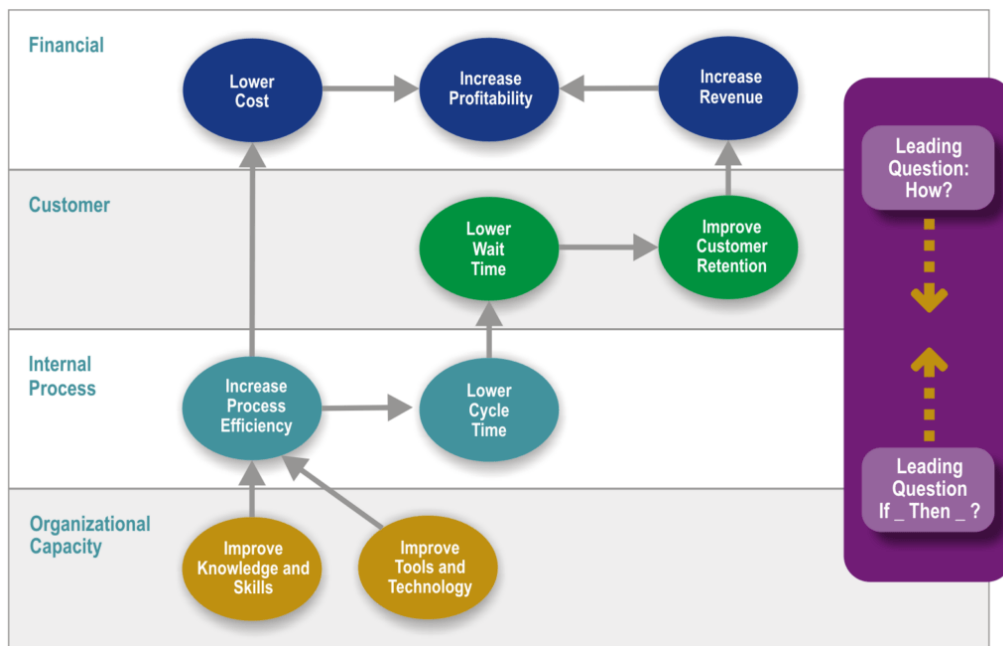 Financial
Lower
Cost
Increase
Profitability
Increase
Revenue
Leading
Question:
How?
Customer
Lower
Wait
Time
Improve
Customer
Retention
Internal
Process
Increase
Process
Efficiency
Lower
Cycle
Time
Leading
Question
If _ Then _ ?
Organizational
Capacity
Improve
Knowledge and
Skills
Improve
Tools and
Technology